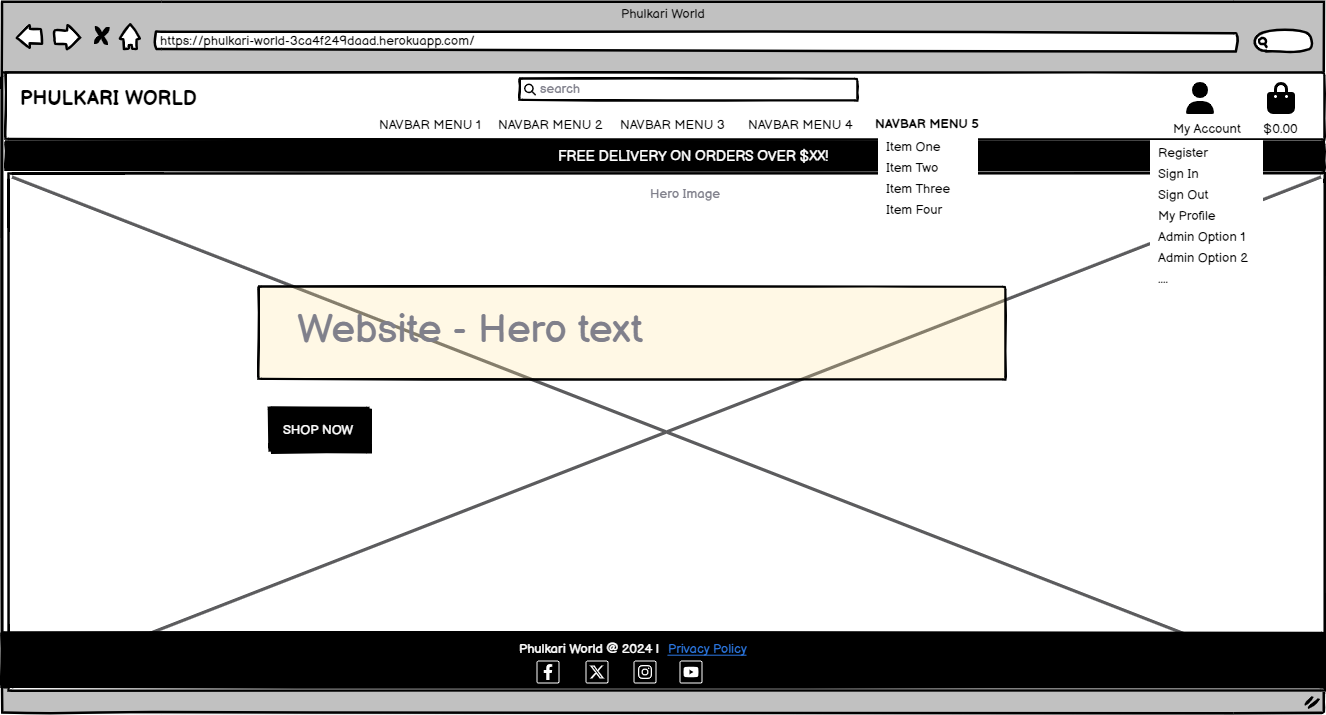 Phulkari World
https://phulkari-world-3ca4f249daad.herokuapp.com/
PHULKARI WORLD
search
NAVBAR MENU 1
NAVBAR MENU 2
NAVBAR MENU 3
NAVBAR MENU 4
NAVBAR MENU 5
My Account
$0.00
FREE DELIVERY ON ORDERS OVER $XX!
Item One
Item Two
Item Three
Item Four
Register
Sign In
Sign Out
My Profile
Admin Option 1
Admin Option 2
....
Hero Image
Website - Hero text
SHOP NOW
Phulkari World @ 2024 | Privacy Policy